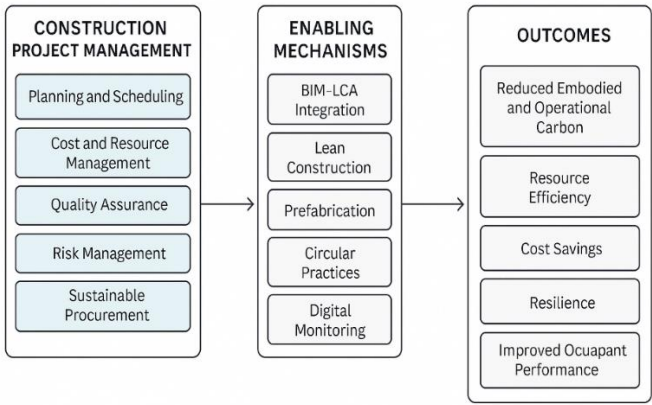 CONSTRUCTION
PROJECT MANAGEMENT
Planning and Scheduling
Cost and Resource
Management
Quality Assurance
Risk Management
Sustainable
Procurement
ENABLING
MECHANISMS
BIM–LCA
Integration
Lean
Construction
Prefabrication
Circular
Practices
Digital
Monitoring
OUTCOMES
Reduced Embodied
and Operational
Carbon
Resource
Efficiency
Cost Savings
Resilience
Improved Ocuapant
Performance